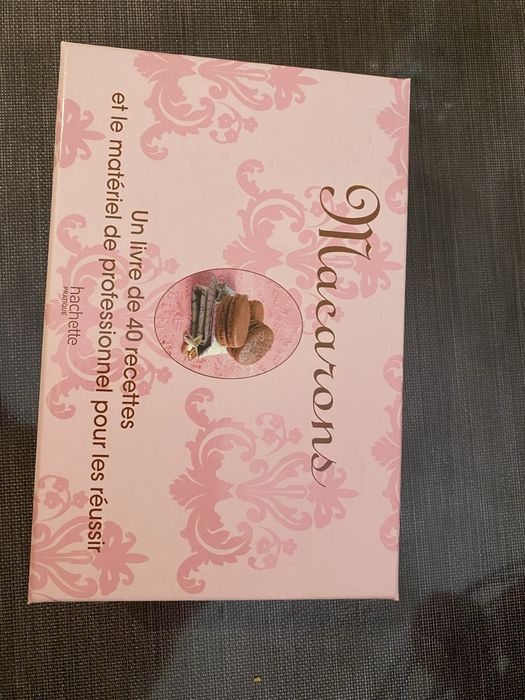 Macarons
Un livre de 40 recettes
et le matériel de professionnel pour les réussir
hachette
PRATIQUE